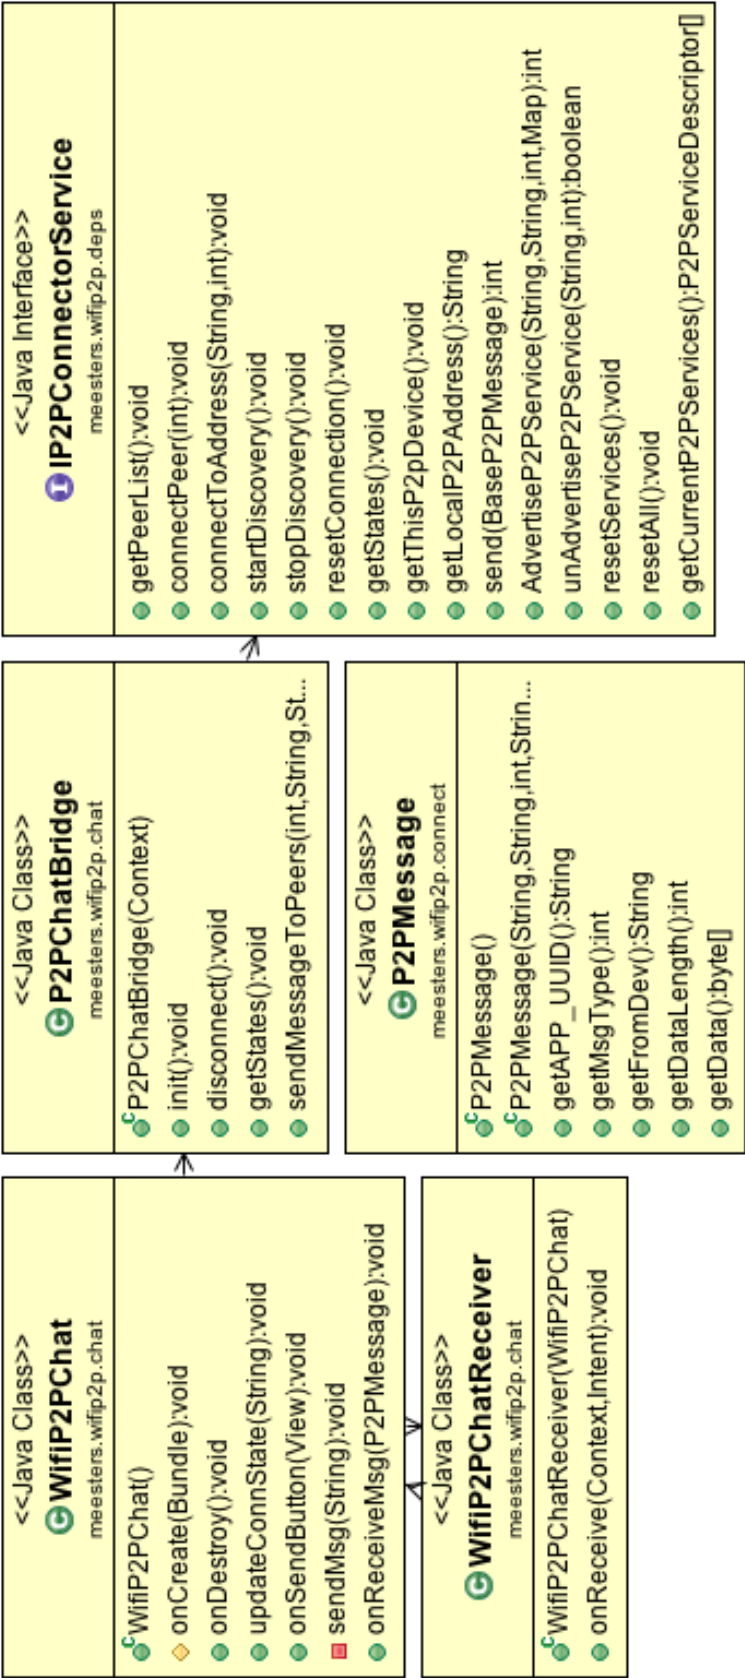 <<Java Class>>
WifiP2PChat
meesters.wifip2p.chat
WifiP2PChat()
onCreate(Bundle):void
onDestroy():void
updateConnState(String):void
onSendButton(View):void
sendMsg(String):void
onReceiveMsg(P2PMessage):void
<<Java Class>>
P2PChatBridge
meesters.wifip2p.chat
P2PChatBridge(Context)
init():void
disconnect():void
getStates():void
sendMessageToPeers(int,String,St...
<<Java Interface>>
IP2PConnectorService
meesters.wifip2p.deps
getPeerList():void
connectPeer(int):void
connectToAddress(String,int):void
startDiscovery():void
stopDiscovery():void
resetConnection():void
getStates():void
getThisP2pDevice():void
getLocalP2PAddress():String
send(BaseP2PMessage):int
AdvertiseP2PService(String,String,int,Map):int
unAdvertiseP2PService(String,int):boolean
resetServices():void
resetAll():void
getCurrentP2PServices():P2PServiceDescriptor[]
<<Java Class>>
WifiP2PChatReceiver
meesters.wifip2p.chat
WifiP2PChatReceiver(WifiP2PChat)
onReceive(Context,Intent):void
<<Java Class>>
P2PMessage
meesters.wifip2p.connect
P2PMessage()
P2PMessage(String,String,int,Strin...
getAPP_UUID():String
getMsgType():int
getFromDev():String
getDataLength():int
getData():byte[]